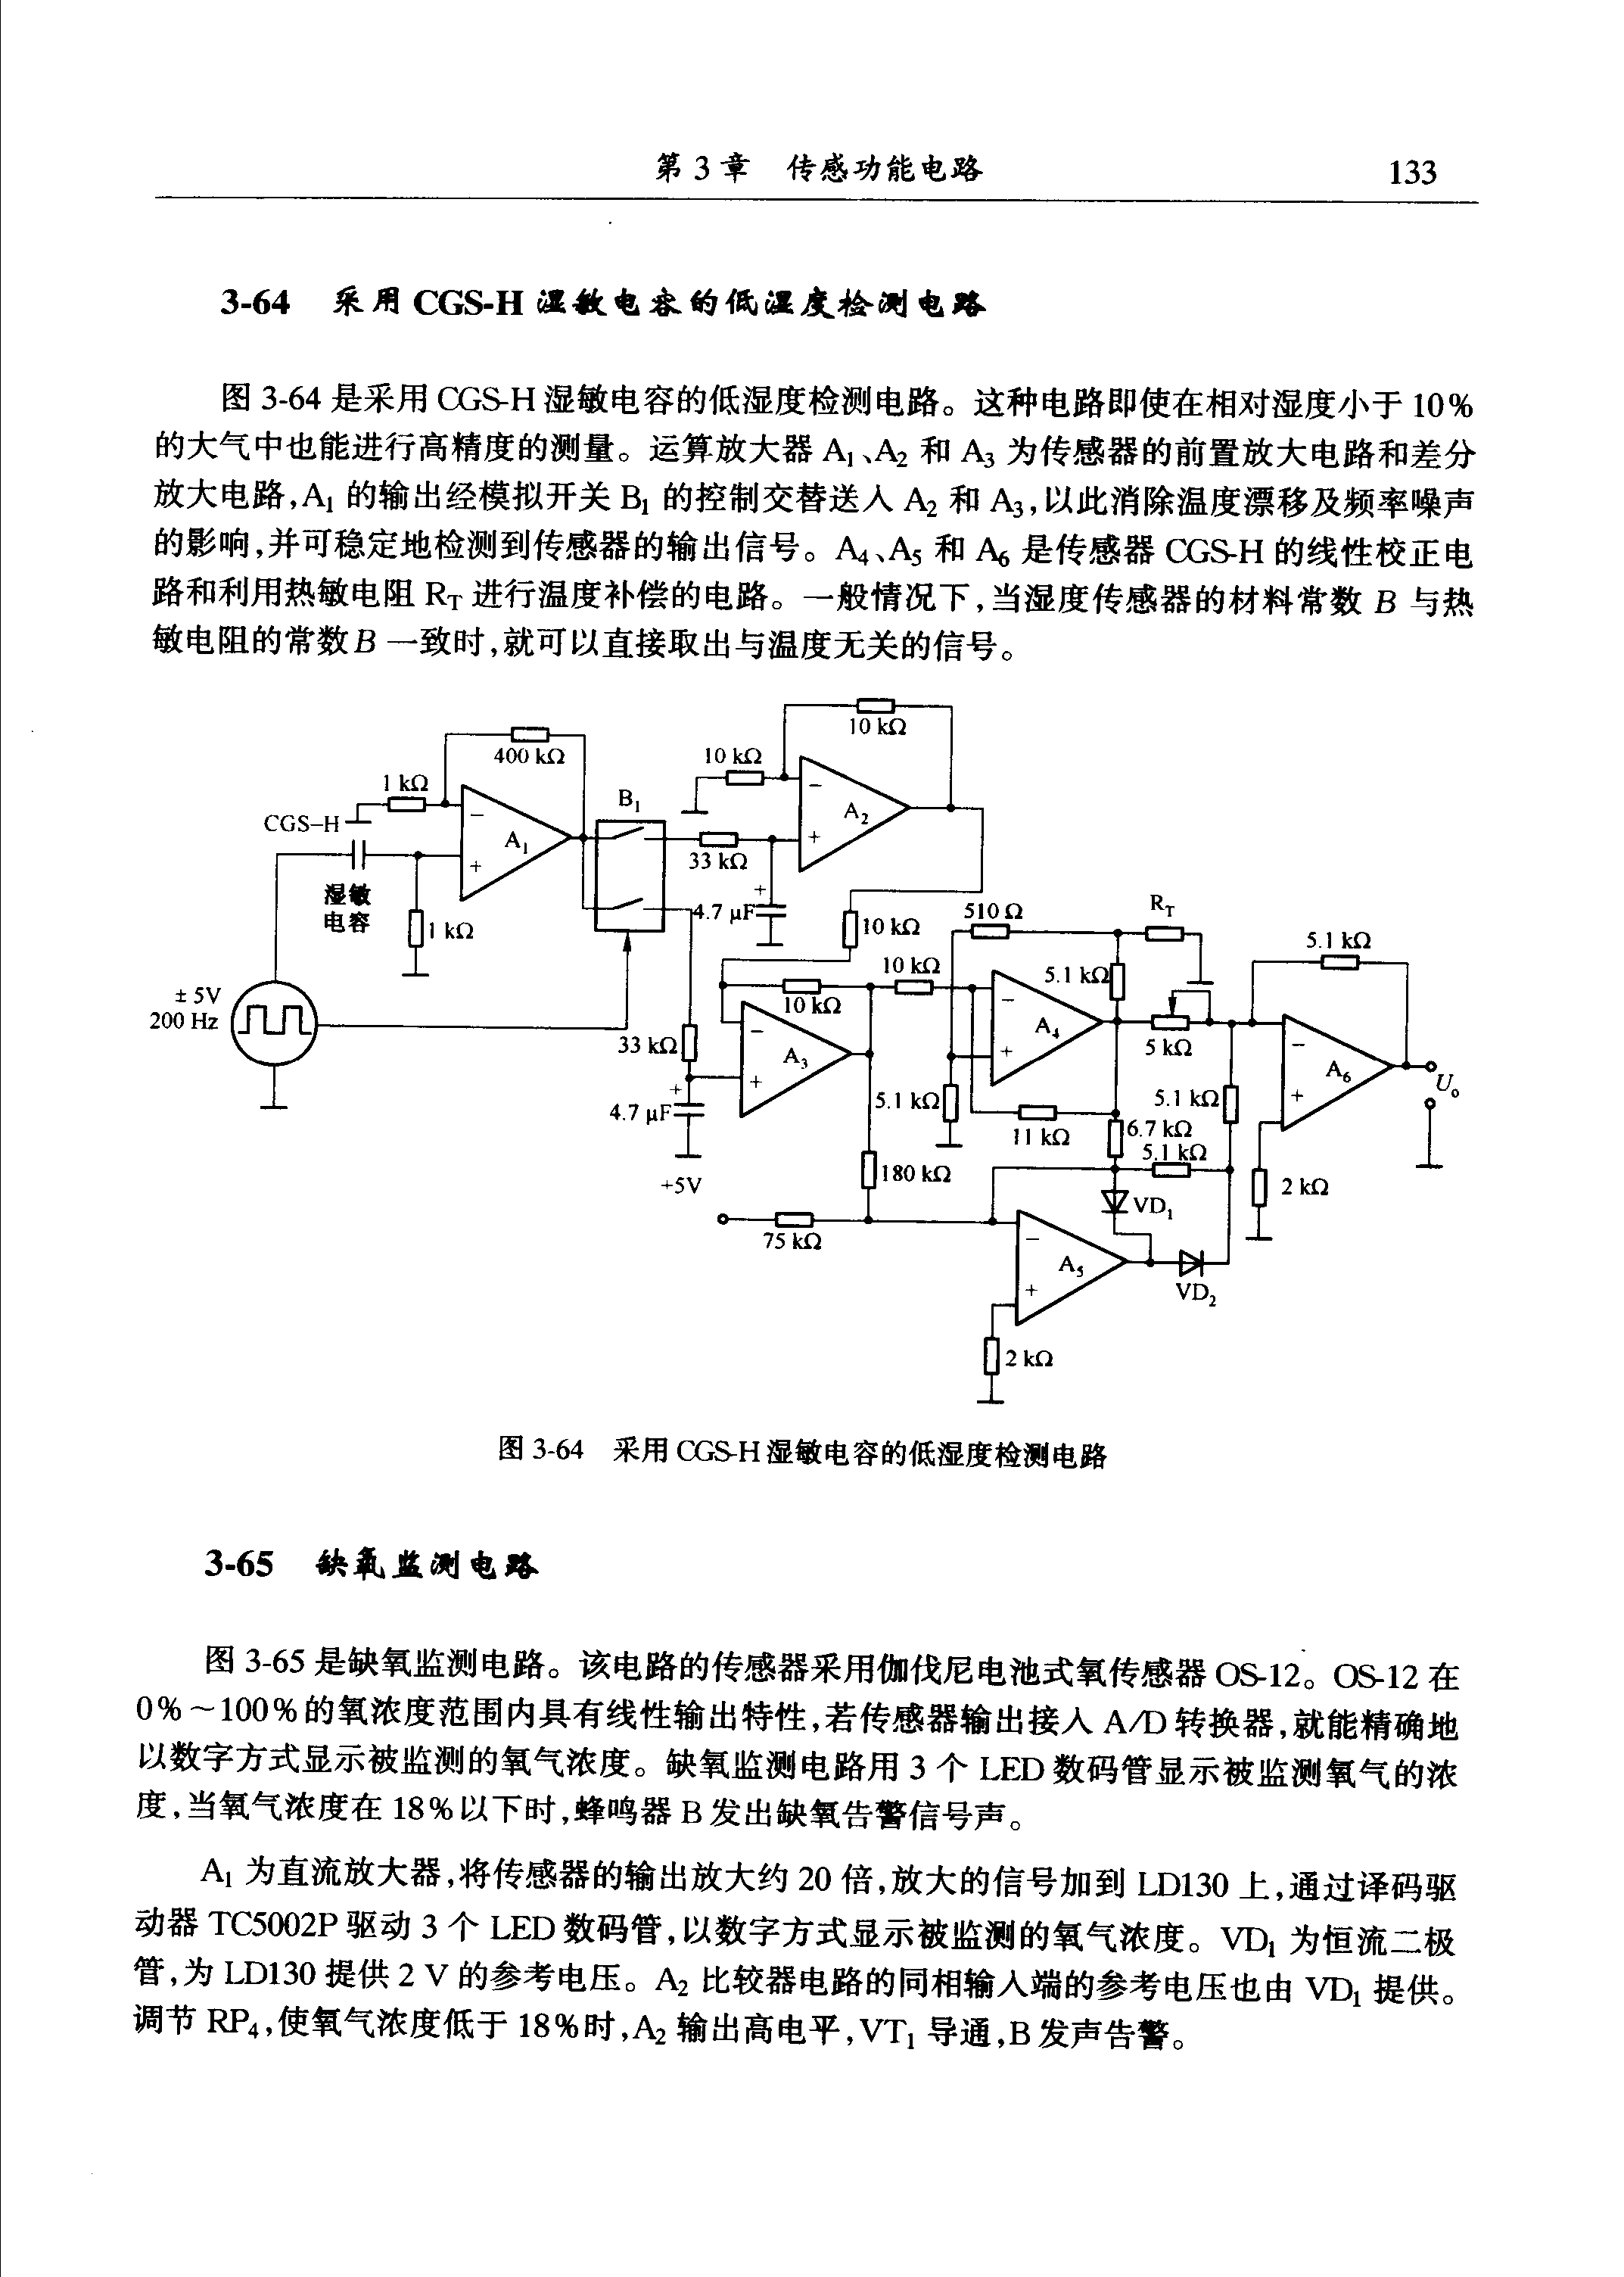 第 3 章 传感功能电路 133
3-64 采用 CGS-H 湿敏电容的低湿度检测电路
图 3-64 是采用 CGS-H 湿敏电容的低湿度检测电路。这种电路即使在相对湿度小于 10%
的大气中也能进行高精度的测量。运算放大器 A₁、A₂ 和 A₃ 为传感器的前置放大电路和差分
放大电路,A₁ 的输出经模拟开关 B₁ 的控制交替送入 A₂ 和 A₃,以此消除温度漂移及频率噪声
的影响,并可稳定地检测到传感器的输出信号。A₄、A₅ 和 A₆ 是传感器 CGS-H 的线性校正电
路和利用热敏电阻 R_T 进行温度补偿的电路。一般情况下,当湿度传感器的材料常数 B 与热
敏电阻的常数 B 一致时,就可以直接取出与温度无关的信号。
10 kΩ
400 kΩ
10 kΩ
1 kΩ
B₁
A₂
CGS-H
A₁
33 kΩ
湿敏
电容
1 kΩ
4.7 μF
10 kΩ
510 Ω
R_T
5.1 kΩ
10 kΩ
5.1 kΩ
± 5V
200 Hz
10 kΩ
33 kΩ
A₃
A₄
5 kΩ
A₆
U₀
4.7 μF
5.1 kΩ
5.1 kΩ
11 kΩ
6.7 kΩ
5.1 kΩ
180 kΩ
+5V
2 kΩ
VD₁
75 kΩ
A₅
VD₂
2 kΩ
图 3-64 采用 CGS-H 湿敏电容的低湿度检测电路
3-65 缺氧监测电路
图 3-65 是缺氧监测电路。该电路的传感器采用伽伐尼电池式氧传感器 OS-12。OS-12 在
0%~100%的氧浓度范围内具有线性输出特性,若传感器输出接入 A/D 转换器,就能精确地
以数字方式显示被监测的氧气浓度。缺氧监测电路用 3 个 LED 数码管显示被监测氧气的浓
度,当氧气浓度在 18%以下时,蜂鸣器 B 发出缺氧告警信号声。
A₁ 为直流放大器,将传感器的输出放大约 20 倍,放大的信号加到 LD130 上,通过译码驱
动器 TC5002P 驱动 3 个 LED 数码管,以数字方式显示被监测的氧气浓度。VD₁ 为恒流二极
管,为 LD130 提供 2 V 的参考电压。A₂ 比较器电路的同相输入端的参考电压也由 VD₁ 提供。
调节 RP₄,使氧气浓度低于 18%时,A₂ 输出高电平,VT₁ 导通,B 发声告警。